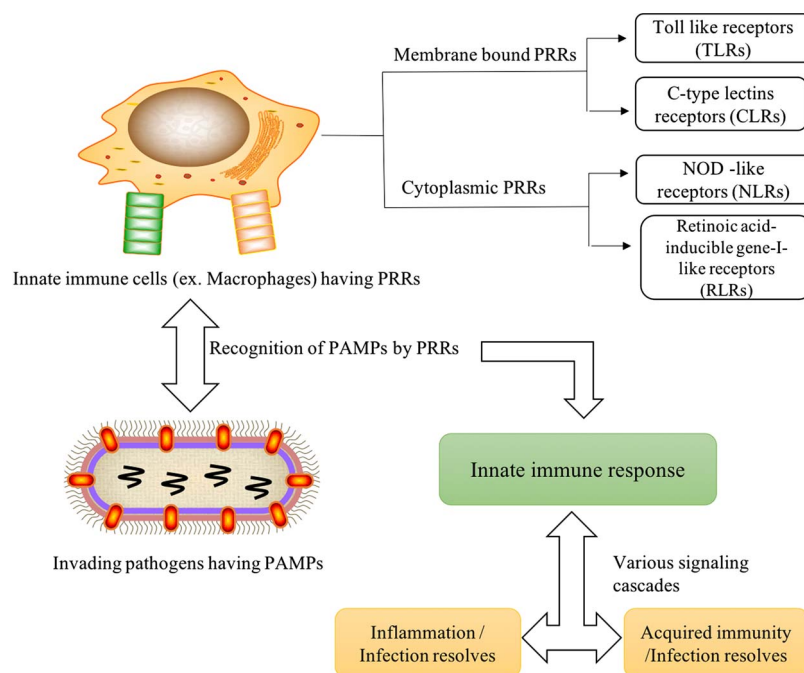 Toll like receptors
(TLRs)
Membrane bound PRRs
C-type lectins
receptors (CLRs)
NOD -like
receptors (NLRs)
Cytoplasmic PRRs
Retinoic acid-
inducible gene-I-
like receptors
(RLRs)
Innate immune cells (ex. Macrophages) having PRRs
Recognition of PAMPs by PRRs
Innate immune response
Invading pathogens having PAMPs
Various signaling
cascades
Inflammation /
Infection resolves
Acquired immunity
/Infection resolves